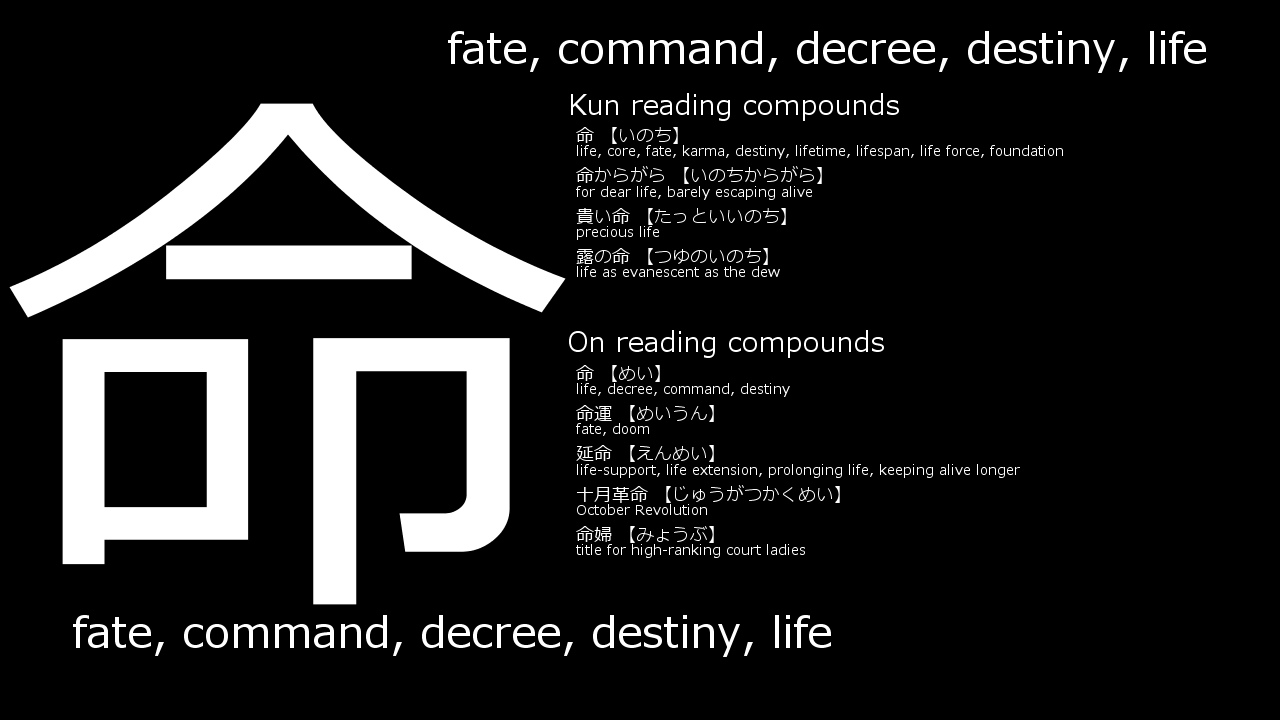 fate, command, decree, destiny, life
命
Kun reading compounds
命 【いのち】
life, core, fate, karma, destiny, lifetime, lifespan, life force, foundation
命からがら 【いのちからがら】
for dear life, barely escaping alive
貴い命 【たっといいのち】
precious life
露の命 【つゆのいのち】
life as evanescent as the dew
On reading compounds
命 【めい】
life, decree, command, destiny
命運 【めいうん】
fate, doom
延命 【えんめい】
life-support, life extension, prolonging life, keeping alive longer
十月革命 【じゅうがつかくめい】
October Revolution
命婦 【みょうぶ】
title for high-ranking court ladies
fate, command, decree, destiny, life